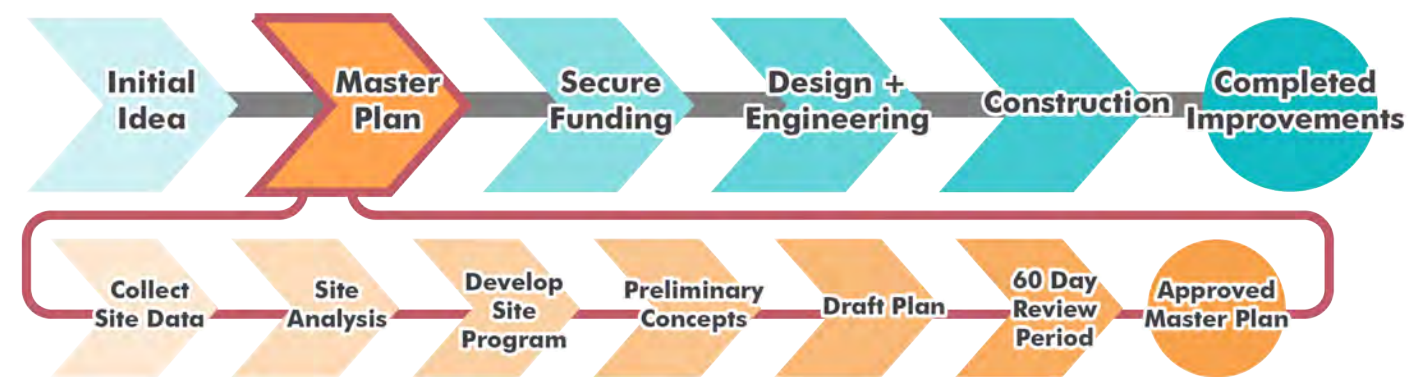 Initial
Idea
Master
Plan
Secure
Funding
Design +
Engineering
Construction
Completed
Improvements
Collect
Site Data
Site
Analysis
Develop
Site
Program
Preliminary
Concepts
Draft Plan
60 Day
Review
Period
Approved
Master Plan